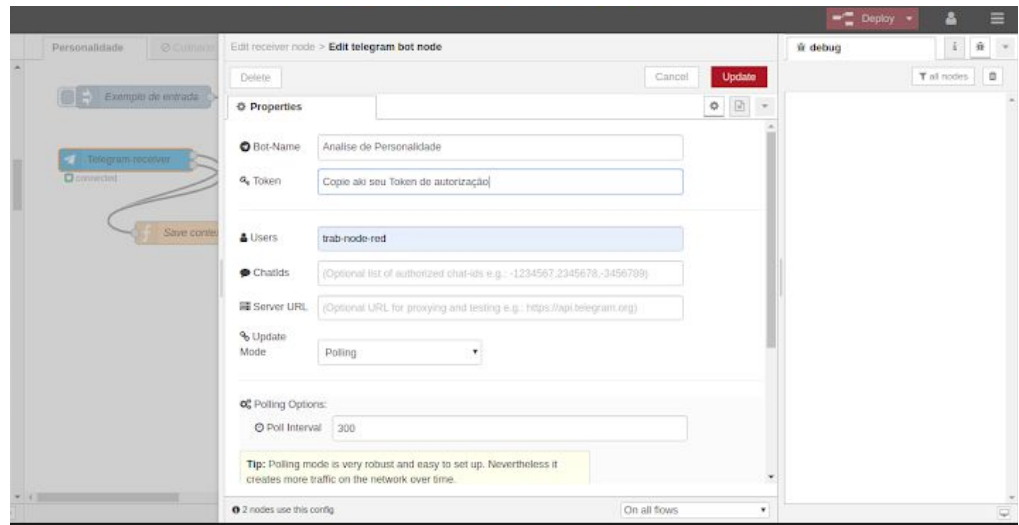 Deploy
Personalidade
Edit receiver node > Edit telegram bot node
debug
i
Delete
Cancel
Update
all nodes
Exemplo de entrada
Properties
Bot-Name
Analise de Personalidade
Telegram receiver
connected
Token
Copie aki seu Token de autorização
Save conte
Users
trab-node-red
ChatIds
(Optional list of authorized chat-ids e.g.: -1234567,2345678,-3456789)
Server URL
(Optional URL for proxying and testing e.g.: https://api.telegram.org)
Update
Mode
Polling
Polling Options:
Poll Interval
300
Tip: Polling mode is very robust and easy to set up. Nevertheless it
creates more traffic on the network over time.
2 nodes use this config
On all flows